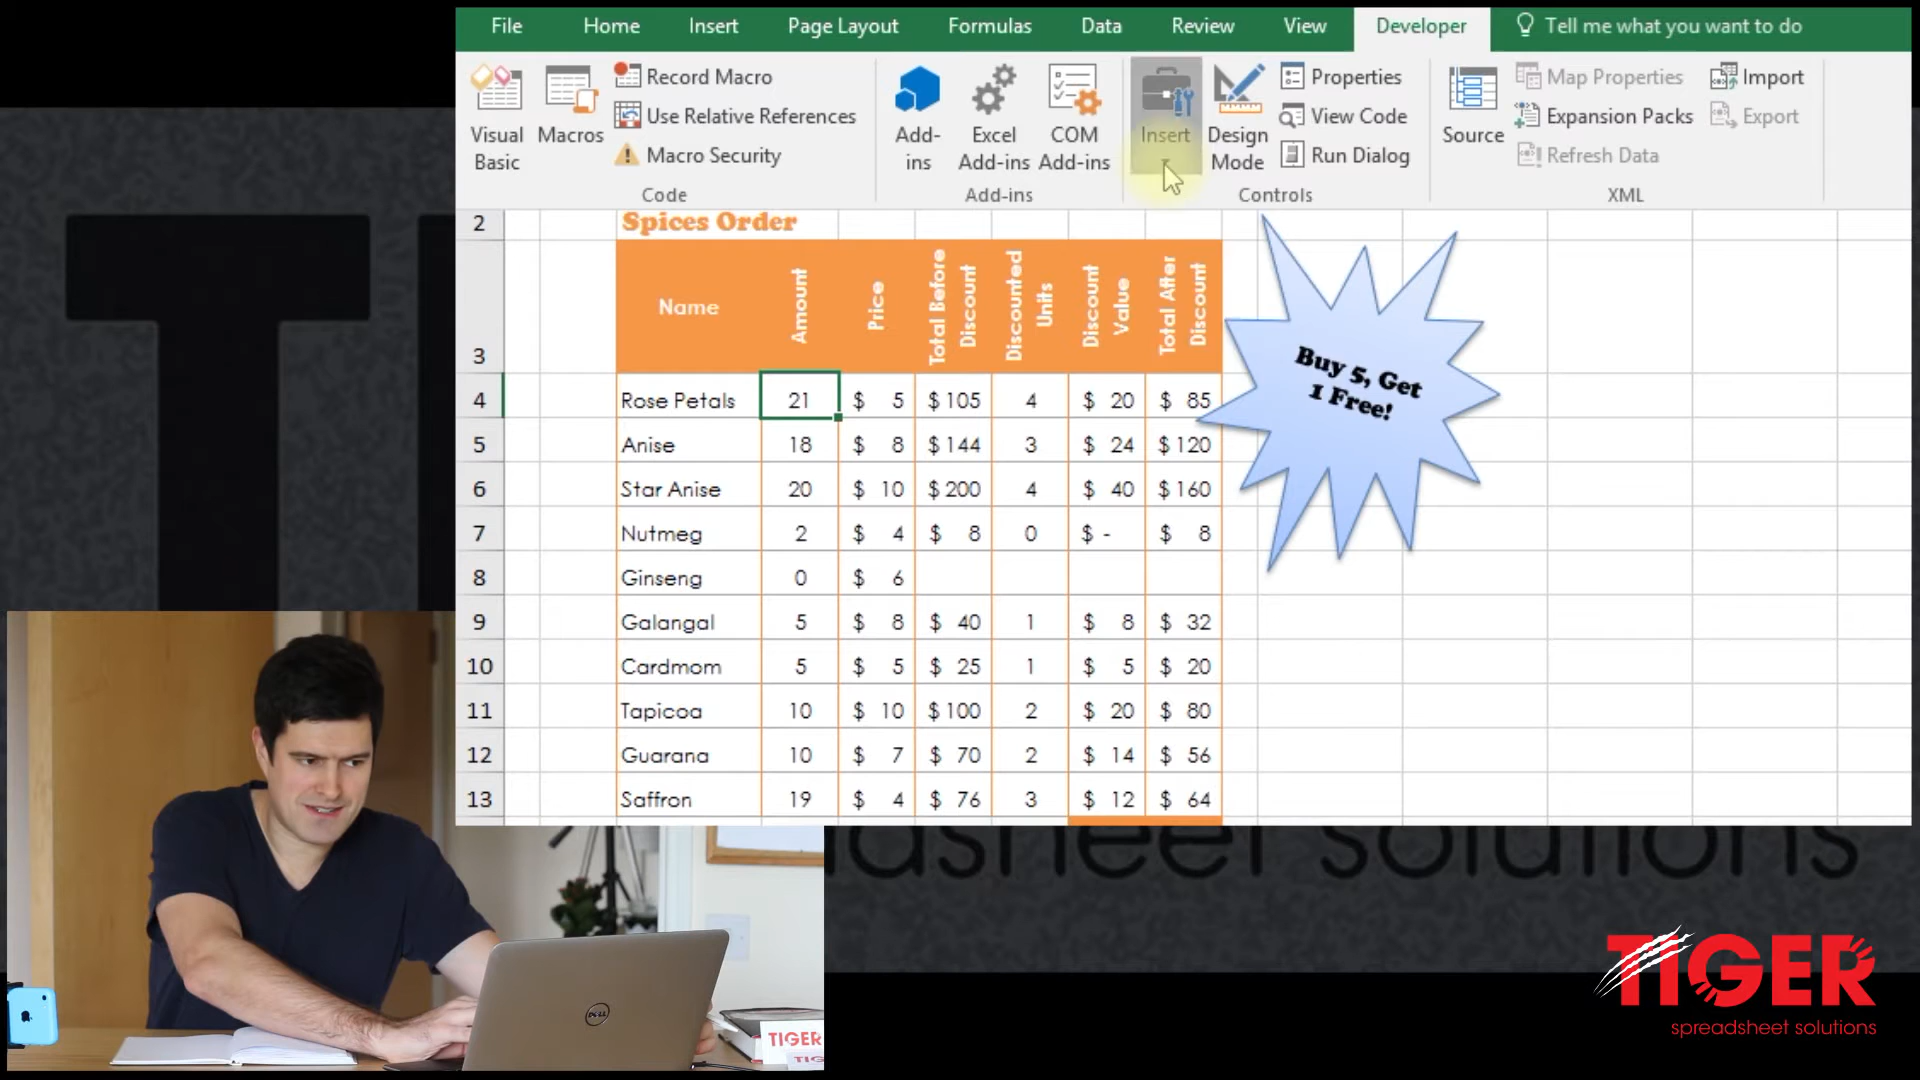 File Home Insert Page Layout Formulas Data Review View Developer Tell me what you want to do
Visual Basic
Macros
Record Macro
Use Relative References
Macro Security
Code
Add-ins
Excel Add-ins
COM Add-ins
Add-ins
Insert
Design Mode
Properties
View Code
Run Dialog
Controls
Source
Map Properties
Expansion Packs
Refresh Data
Import
Export
XML
2 Spices Order
3 Name Amount Price Total Before Discount Discounted Units Discount Value Total After Discount
4 Rose Petals 21 $ 5 $ 105 4 $ 20 $ 85
5 Anise 18 $ 8 $ 144 3 $ 24 $ 120
6 Star Anise 20 $ 10 $ 200 4 $ 40 $ 160
7 Nutmeg 2 $ 4 $ 8 0 $ - $ 8
8 Ginseng 0 $ 6
9 Galangal 5 $ 8 $ 40 1 $ 8 $ 32
10 Cardmom 5 $ 5 $ 25 1 $ 5 $ 20
11 Tapicoa 10 $ 10 $ 100 2 $ 20 $ 80
12 Guarana 10 $ 7 $ 70 2 $ 14 $ 56
13 Saffron 19 $ 4 $ 76 3 $ 12 $ 64
Buy 5, Get
1 Free!
DELL
TIGER
TIG
TIGER
spreadsheet solutions